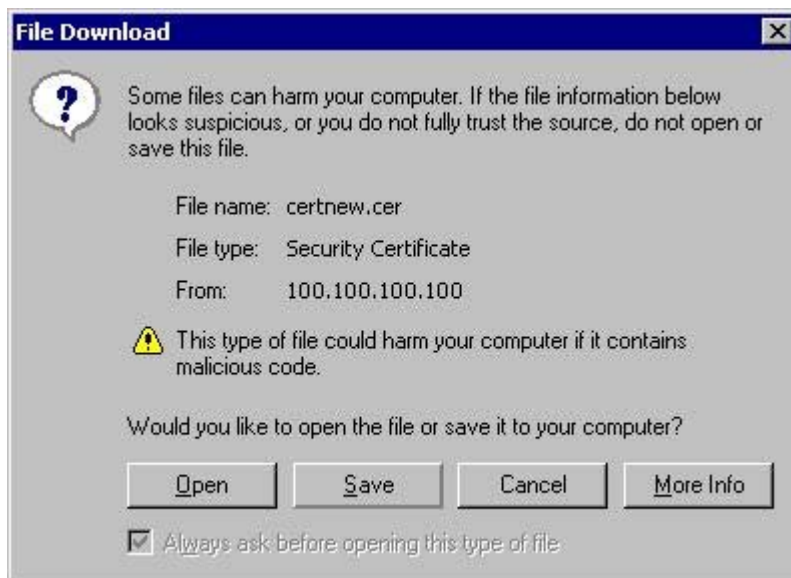 File Download
Some files can harm your computer. If the file information below
looks suspicious, or you do not fully trust the source, do not open or
save this file.
File name: certnew.cer
File type: Security Certificate
From: 100.100.100.100
This type of file could harm your computer if it contains
malicious code.
Would you like to open the file or save it to your computer?
Open Save Cancel More Info
Always ask before opening this type of file